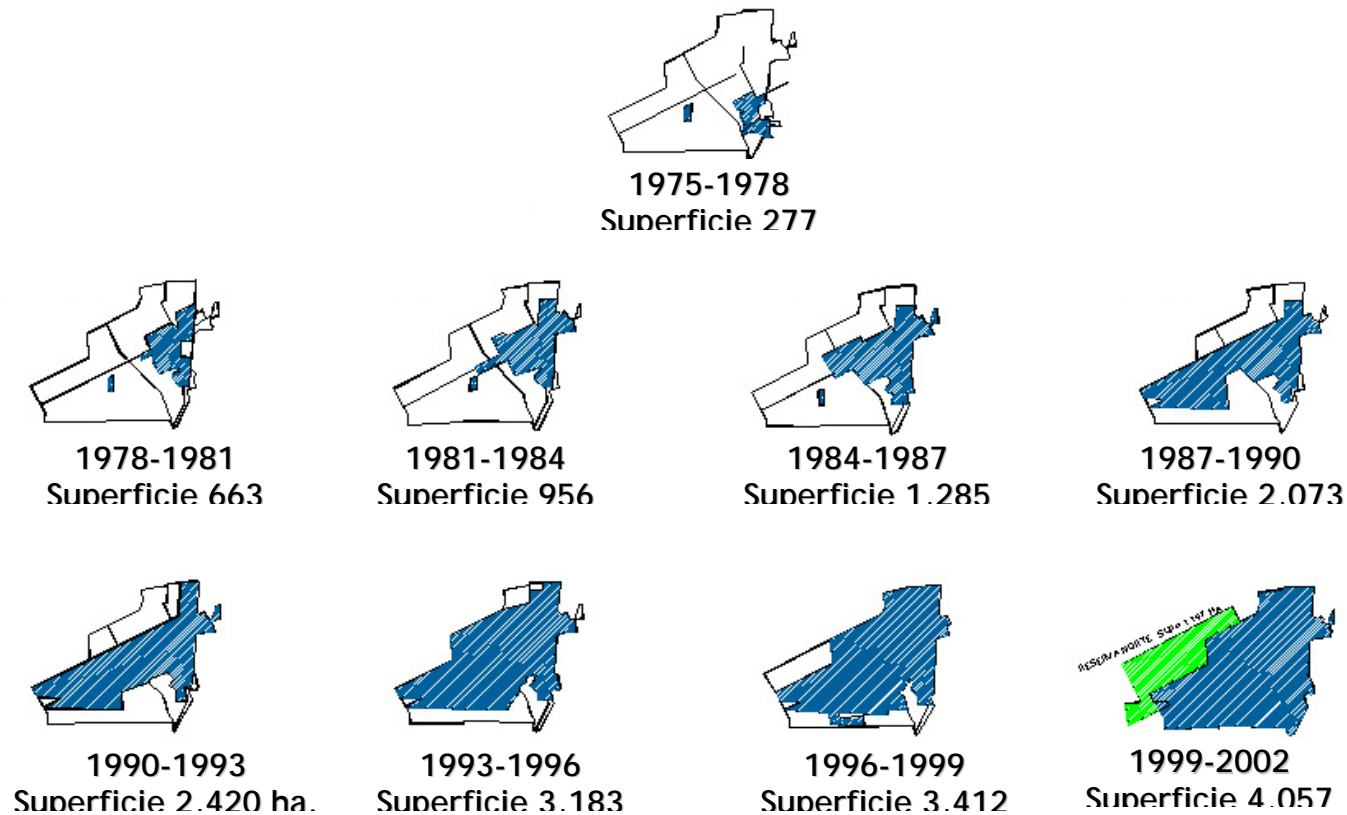 1975-1978
Superficie 277
1978-1981
Superficie 663
1981-1984
Superficie 956
1984-1987
Superficie 1.285
1987-1990
Superficie 2.073
1990-1993
Superficie 2.420 ha.
1993-1996
Superficie 3.183
1996-1999
Superficie 3.412
RESERVA NORTE
1999-2002
Superficie 4.057